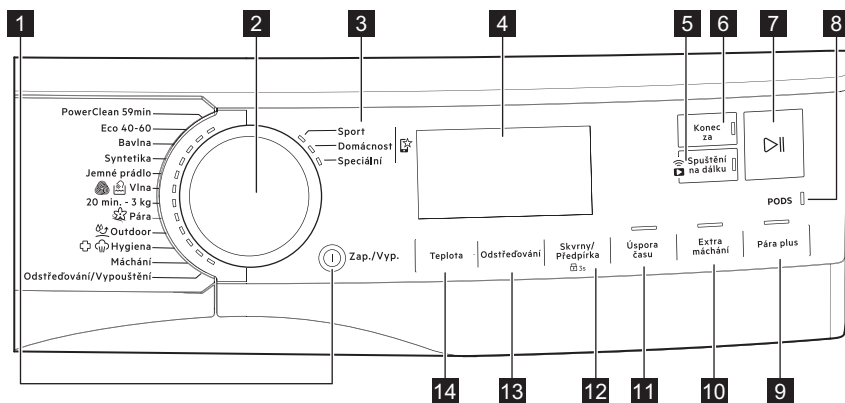 1
2
3
4
5
6
7
8
PowerClean 59min
Eco 40-60
Bavlna
Syntetika
Jemné prádlo
Vlna
20 min. - 3 kg
Pára
Outdoor
Hygiena
Máchání
Odstřeďování/Vypouštění
Sport
Domácnost
Speciální
Zap./Vyp.
Teplota
Odstřeďování
Skvrny/
Předpírka
3s
Úspora
času
Extra
máchání
Pára plus
Konec
za
Spuštění
na dálku
PODS
14
13
12
11
10
9